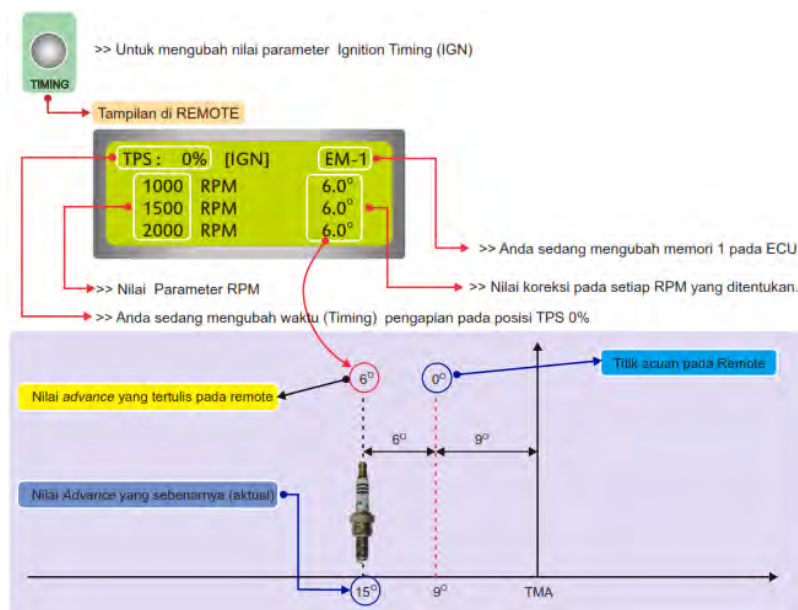 >> Untuk mengubah nilai parameter Ignition Timing (IGN)
TIMING
Tampilan di REMOTE
TPS : 0% [IGN] EM-1
1000 RPM 6.0°
1500 RPM 6.0°
2000 RPM 6.0°
>> Anda sedang mengubah memori 1 pada ECU
>> Nilai Parameter RPM
>> Nilai koreksi pada setiap RPM yang ditentukan.
>> Anda sedang mengubah waktu (Timing) pengapian pada posisi TPS 0%
6°
0°
Titik acuan pada Remote
Nilai advance yang tertulis pada remote
6°
9°
Nilai Advance yang sebenarnya (aktual)
15°
9°
TMA